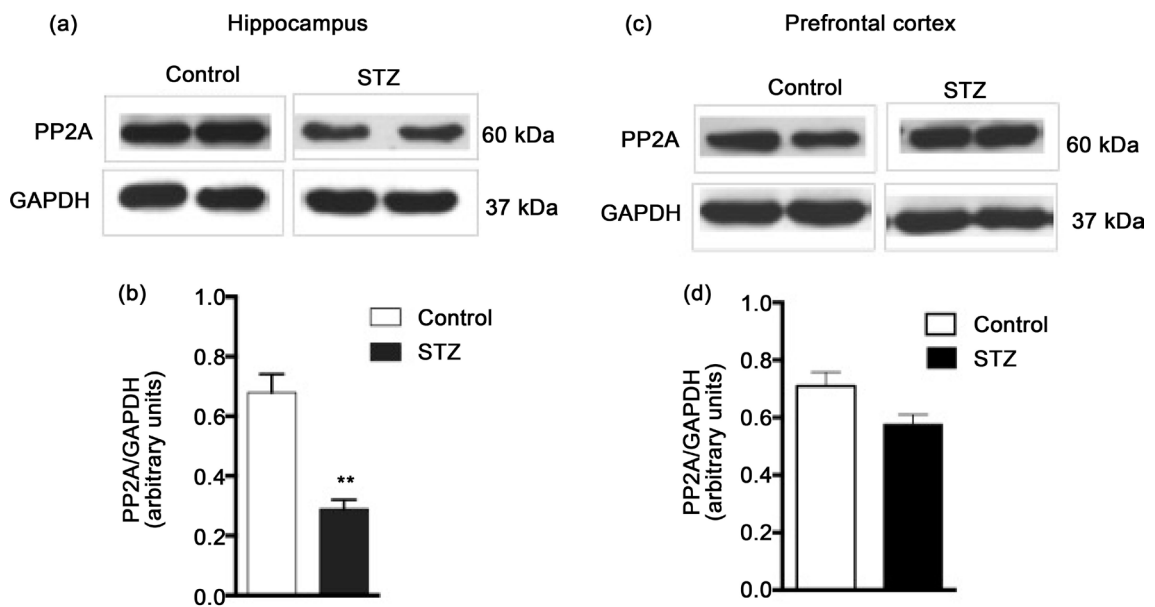 (a) Hippocampus
Control STZ
PP2A 60 kDa
GAPDH 37 kDa
(b)
1.0
0.8
0.6
0.4
0.2
0.0
PP2A/GAPDH
(arbitrary units)
Control
STZ
**
(c) Prefrontal cortex
Control STZ
PP2A 60 kDa
GAPDH 37 kDa
(d)
1.0
0.8
0.6
0.4
0.2
0.0
PP2A/GAPDH
(arbitrary units)
Control
STZ